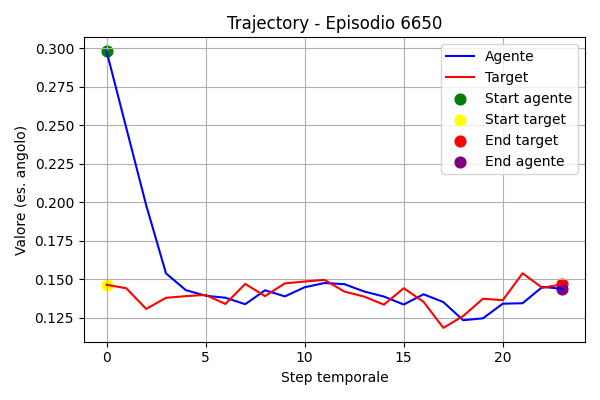 Trajectory - Episodio 6650
Agente
Target
Start agente
Start target
End target
End agente
Valore (es. angolo)
0.300
0.275
0.250
0.225
0.200
0.175
0.150
0.125
0
5
10
15
20
Step temporale